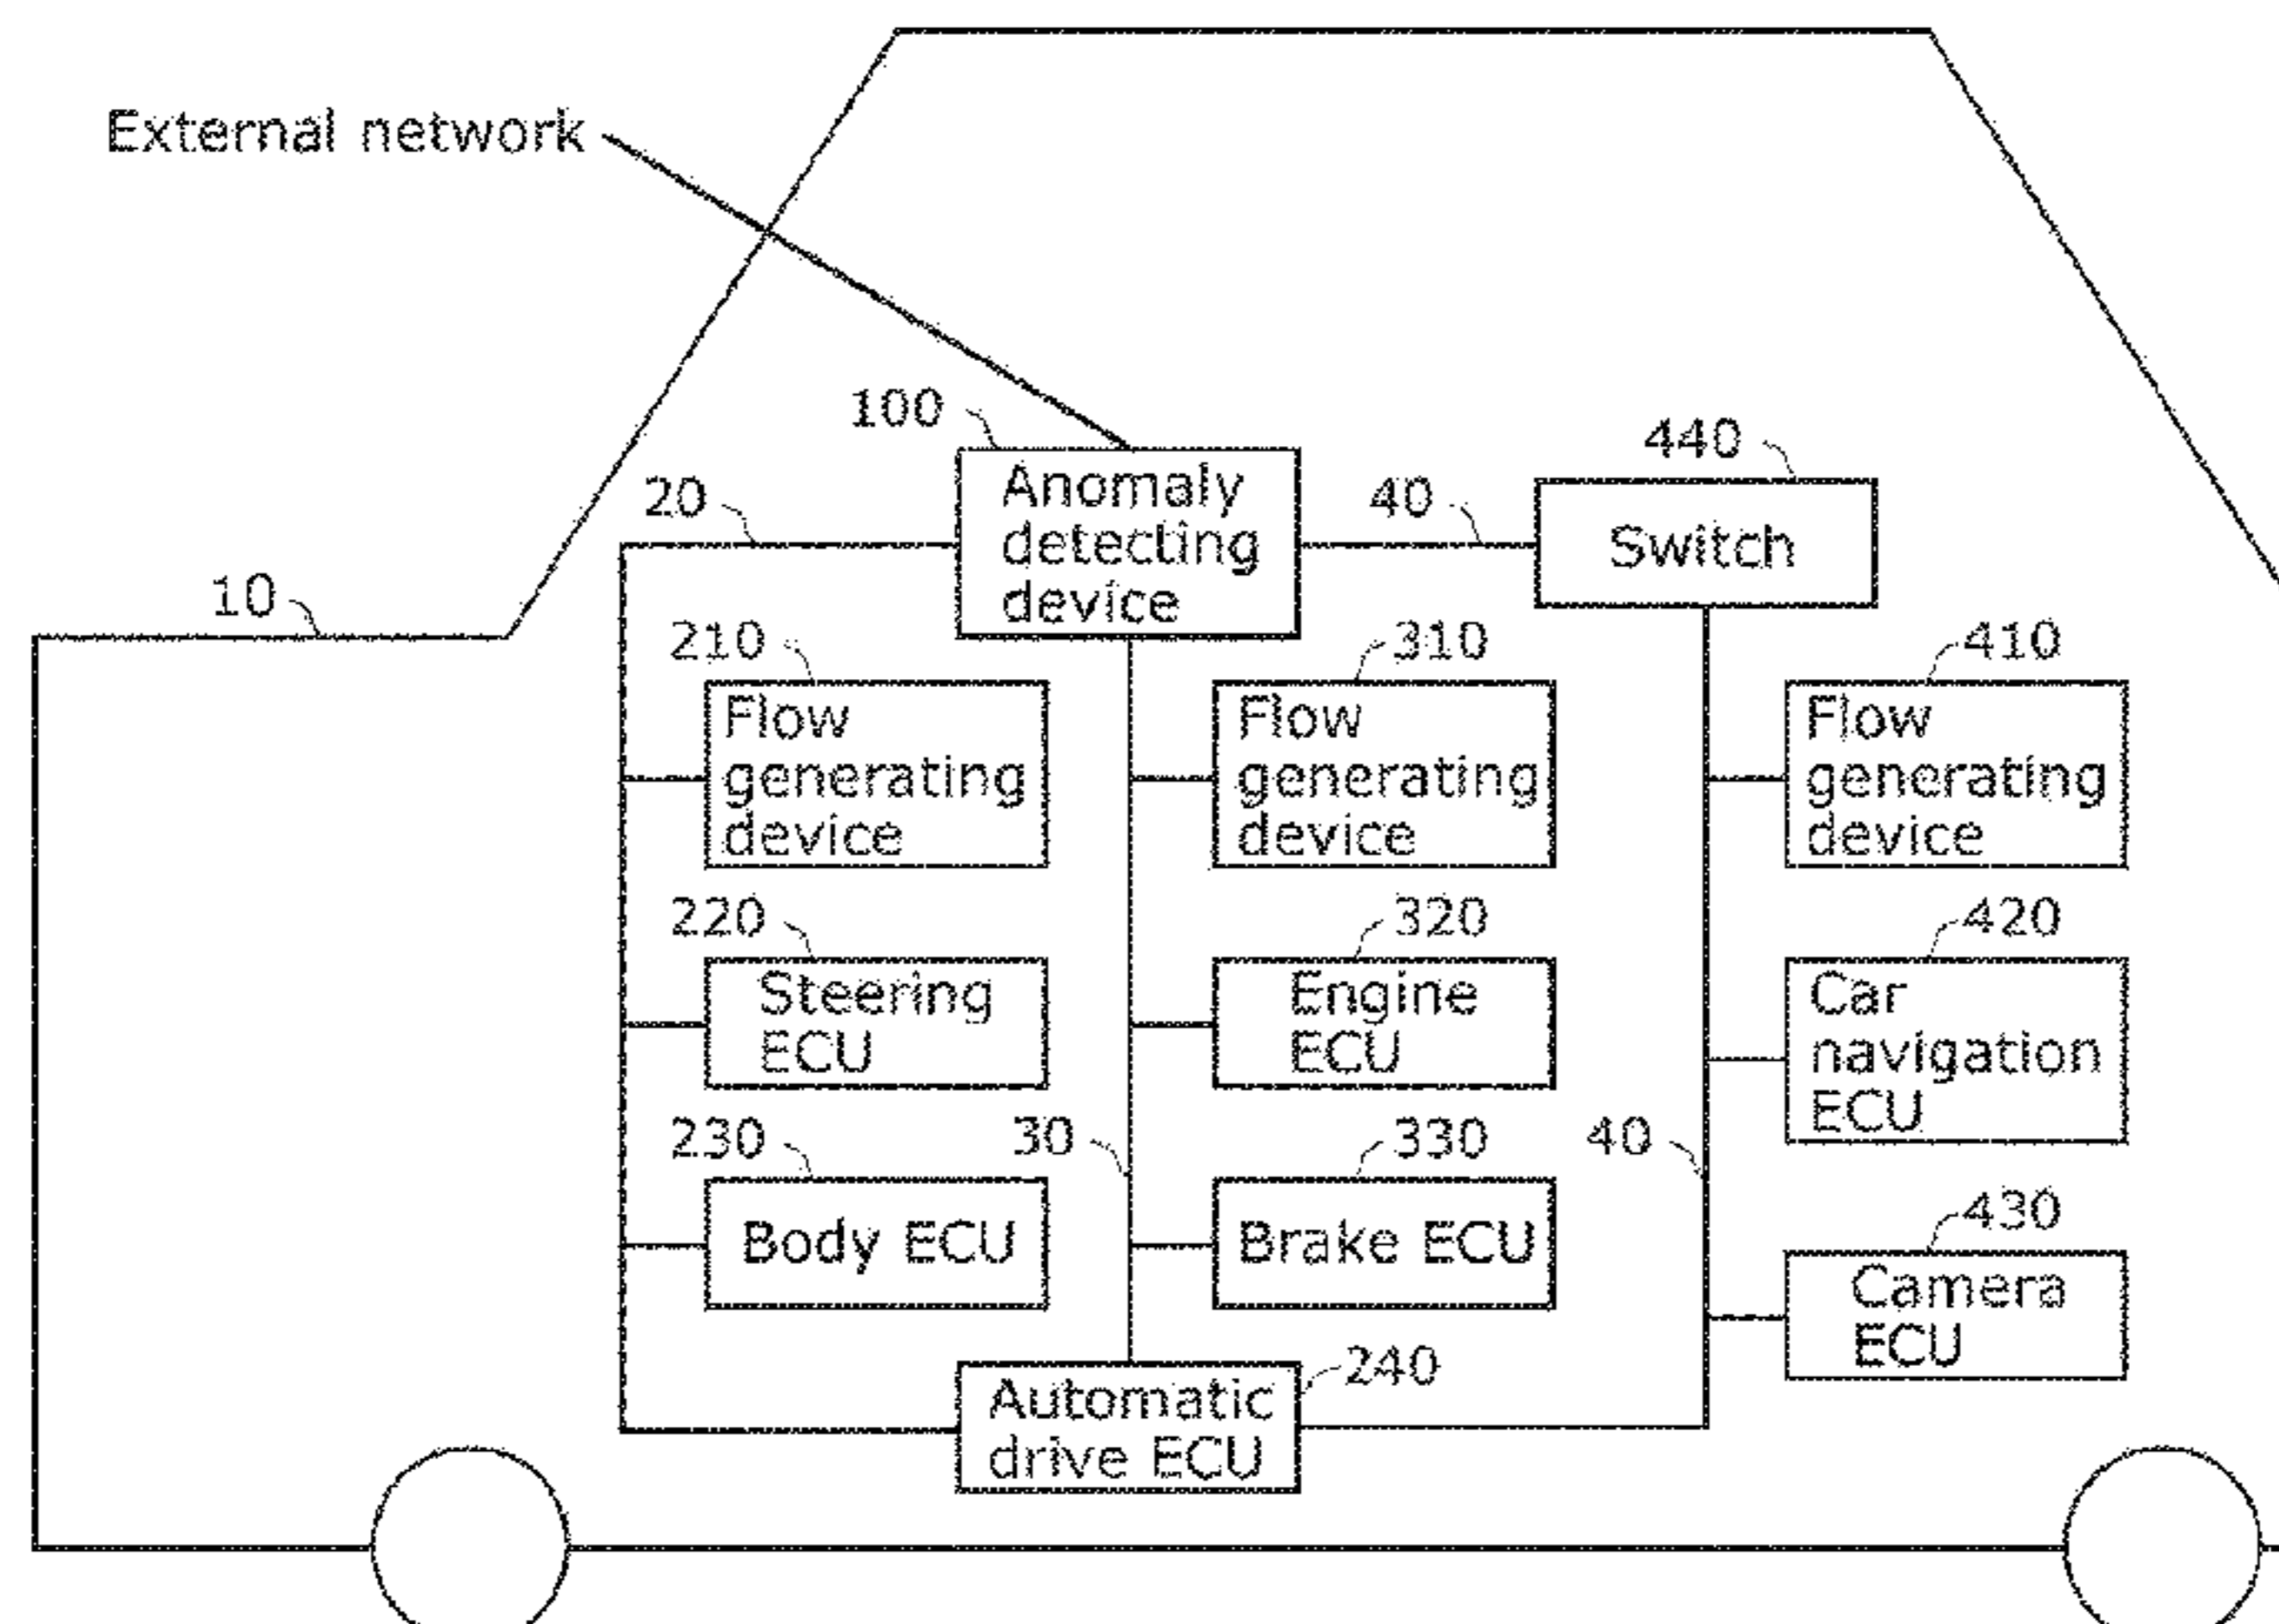 External network
100
440
Anomaly
detecting
device
20
40
Switch
10
210
310
410
Flow
generating
device
Flow
generating
device
Flow
generating
device
220
320
420
Steering
ECU
Engine
ECU
Car
navigation
ECU
230
30
330
40
Body ECU
Brake ECU
430
Camera
ECU
240
Automatic
drive ECU